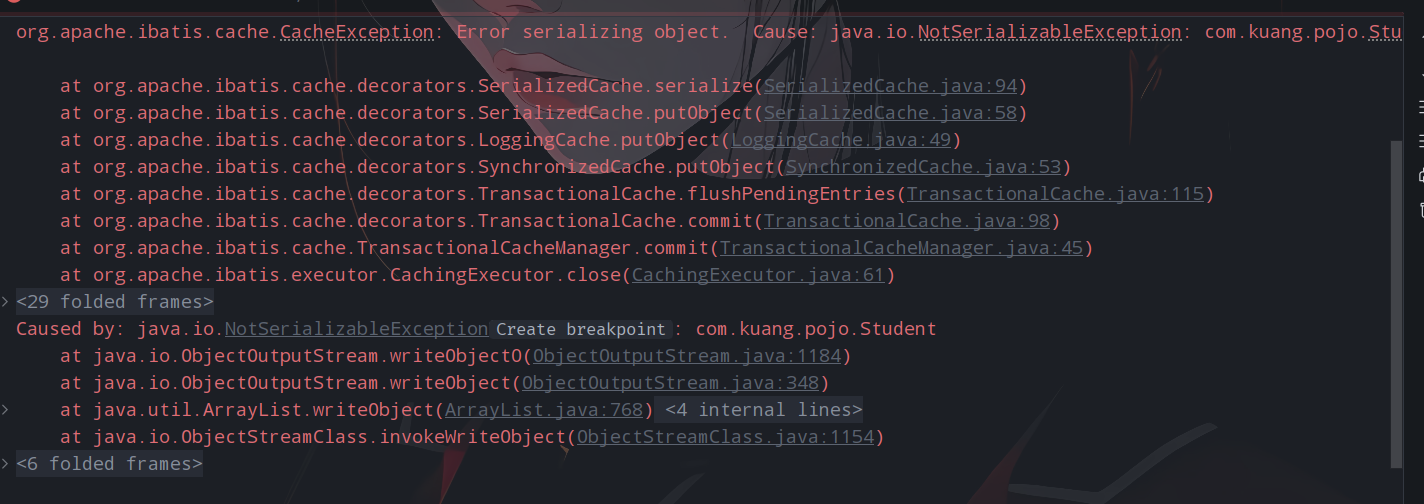 org.apache.ibatis.cache.CacheException: Error serializing object.  Cause: java.io.NotSerializableException: com.kuang.pojo.Stu
at org.apache.ibatis.cache.decorators.SerializedCache.serialize(SerializedCache.java:94)
at org.apache.ibatis.cache.decorators.SerializedCache.putObject(SerializedCache.java:58)
at org.apache.ibatis.cache.decorators.LoggingCache.putObject(LoggingCache.java:49)
at org.apache.ibatis.cache.decorators.SynchronizedCache.putObject(SynchronizedCache.java:53)
at org.apache.ibatis.cache.decorators.TransactionalCache.flushPendingEntries(TransactionalCache.java:115)
at org.apache.ibatis.cache.decorators.TransactionalCache.commit(TransactionalCache.java:98)
at org.apache.ibatis.cache.TransactionalCacheManager.commit(TransactionalCacheManager.java:45)
at org.apache.ibatis.executor.CachingExecutor.close(CachingExecutor.java:61)
<29 folded frames>
Caused by: java.io.NotSerializableException Create breakpoint : com.kuang.pojo.Student
at java.io.ObjectOutputStream.writeObject0(ObjectOutputStream.java:1184)
at java.io.ObjectOutputStream.writeObject(ObjectOutputStream.java:348)
at java.util.ArrayList.writeObject(ArrayList.java:768) <4 internal lines>
at java.io.ObjectStreamClass.invokeWriteObject(ObjectStreamClass.java:1154)
<6 folded frames>